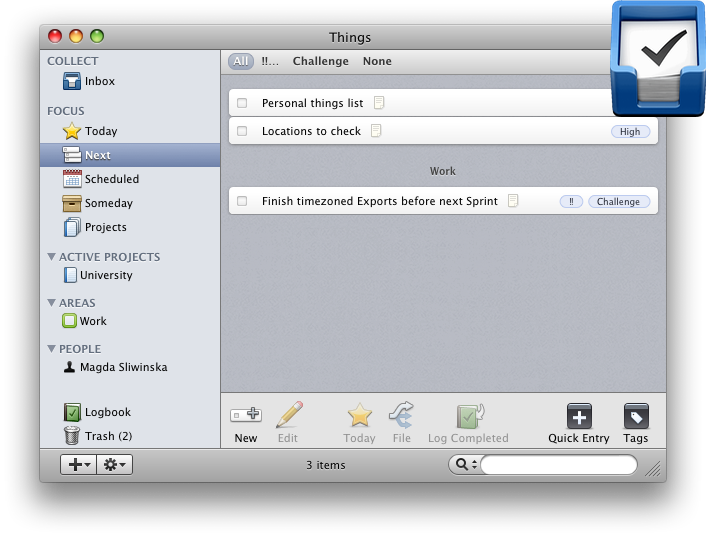 Things
COLLECT
Inbox
FOCUS
Today
Next
Scheduled
Someday
Projects
ACTIVE PROJECTS
University
AREAS
Work
PEOPLE
Magda Sliwinska
Logbook
Trash (2)
All !!... Challenge None
Personal things list
Locations to check High
Work
Finish timezoned Exports before next Sprint !! Challenge
New Edit Today File Log Completed Quick Entry Tags
3 items